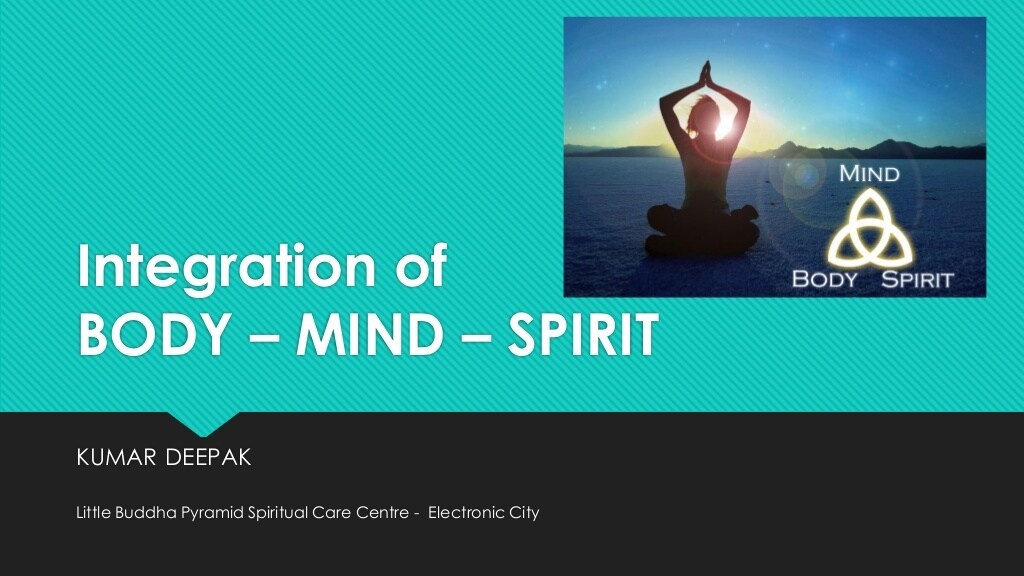 Mind
Body Spirit
Integration of
BODY – MIND – SPIRIT
KUMAR DEEPAK
Little Buddha Pyramid Spiritual Care Centre - Electronic City